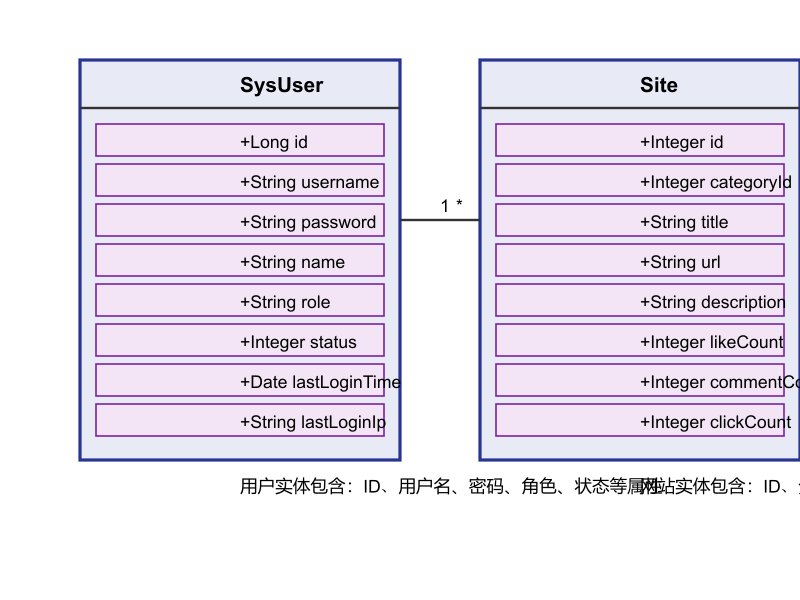 SysUser
+Long id
+String username
+String password
+String name
+String role
+Integer status
+Date lastLoginTime
+String lastLoginIp
1 *
Site
+Integer id
+Integer categoryId
+String title
+String url
+String description
+Integer likeCount
+Integer commentCo
+Integer clickCount
用户实体包含：ID、用户名、密码、角色、状态等属性
网站实体包含：ID、